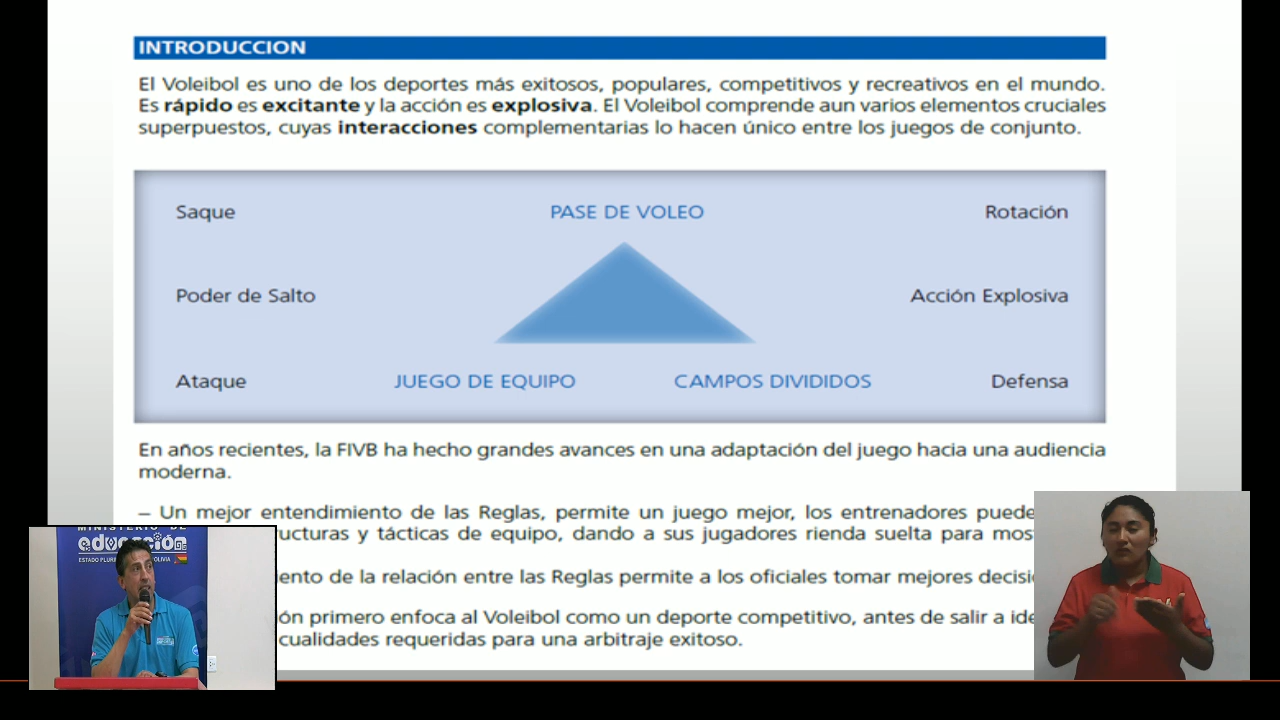 INTRODUCCION
El Voleibol es uno de los deportes más exitosos, populares, competitivos y recreativos en el mundo.
Es rápido es excitante y la acción es explosiva. El Voleibol comprende aun varios elementos cruciales
superpuestos, cuyas interacciones complementarias lo hacen único entre los juegos de conjunto.
Saque PASE DE VOLEO Rotación
Poder de Salto Acción Explosiva
Ataque JUEGO DE EQUIPO CAMPOS DIVIDIDOS Defensa
En años recientes, la FIVB ha hecho grandes avances en una adaptación del juego hacia una audiencia
moderna.
– Un mejor entendimiento de las Reglas, permite un juego mejor, los entrenadores puede
ucturas y tácticas de equipo, dando a sus jugadores rienda suelta para mos
iento de la relación entre las Reglas permite a los oficiales tomar mejores decisi
ón primero enfoca al Voleibol como un deporte competitivo, antes de salir a ide
cualidades requeridas para una arbitraje exitoso.
MINISTERIO DE
educación
ESTADO PLURI BOLIVIA